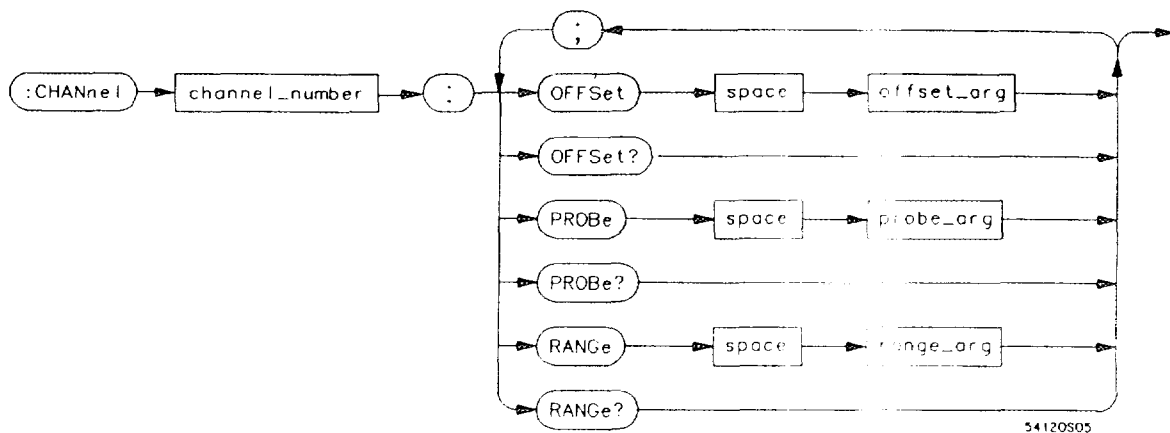 ;
:CHANnel channel_number : OFFSet space offset_arg
OFFSet?
PROBe space probe_arg
PROBe?
RANGe space range_arg
RANGe?
54120S05